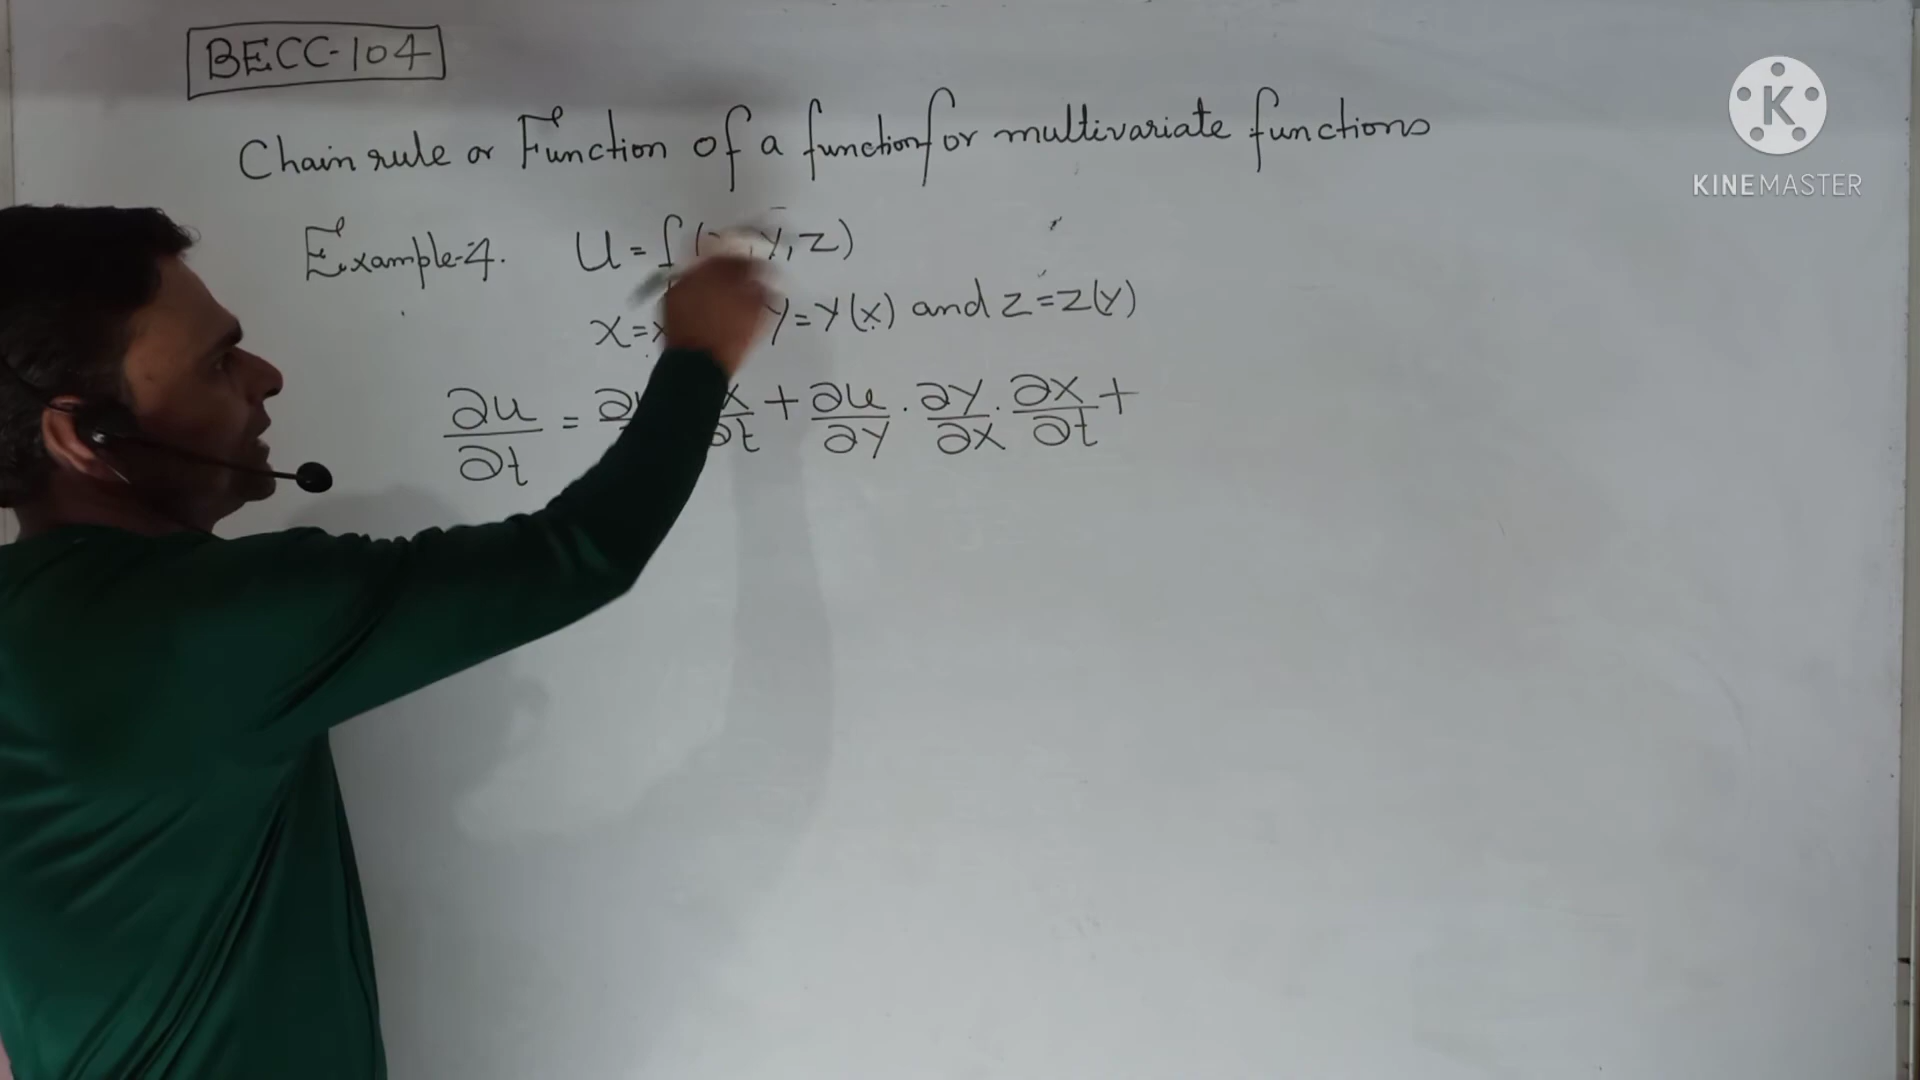 BECC-104
Chain rule or Function of a function for multivariate functions
KINEMASTER
Example-4. U = f( , y, z)
x = y = y(x) and z = z(y)
∂u/∂t = ∂t + ∂u/∂y . ∂y/∂x . ∂x/∂t +